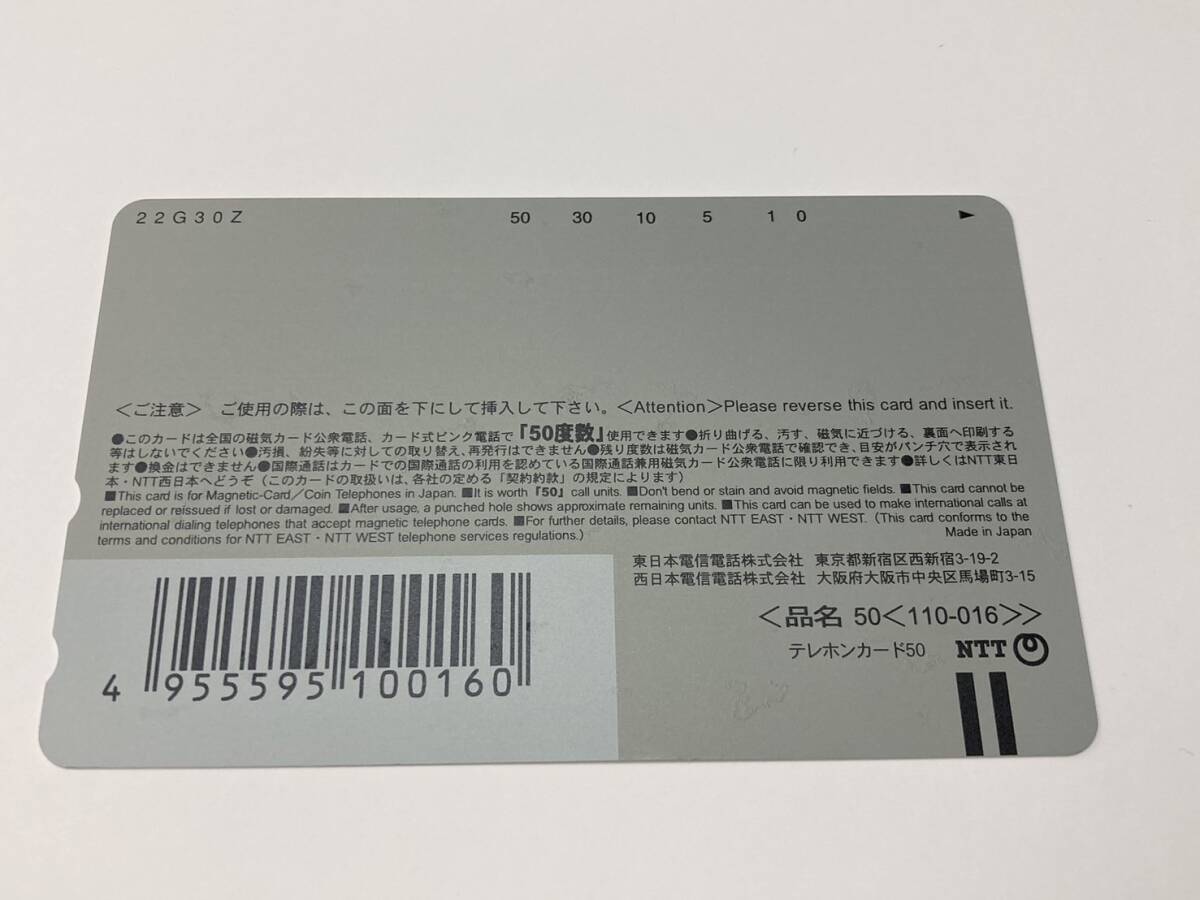 22G30Z 50 30 10 5 1 0 ▶
＜ご注意＞ ご使用の際は、この面を下にして挿入して下さい。＜Attention＞Please reverse this card and insert it.
●このカードは全国の磁気カード公衆電話、カード式ピンク電話で『50度数』使用できます●折り曲げる、汚す、磁気に近づける、裏面へ印刷する
等はしないでください●汚損、紛失等に対しての取り替え、再発行はできません●残り度数は磁気カード公衆電話で確認でき、目安がパンチ穴で表示され
ます●換金はできません●国際通話はカードでの国際通話の利用を認めている国際通話兼用磁気カード公衆電話に限り利用できます●詳しくはNTT東日
本・NTT西日本へどうぞ（このカードの取扱いは、各社の定める「契約約款」の規定によります）
■This card is for Magnetic-Card／Coin Telephones in Japan. ■It is worth『50』call units. ■Don't bend or stain and avoid magnetic fields. ■This card cannot be
replaced or reissued if lost or damaged. ■After usage, a punched hole shows approximate remaining units. ■This card can be used to make international calls at
international dialing telephones that accept magnetic telephone cards. ■For further details, please contact NTT EAST・NTT WEST. (This card conforms to the
terms and conditions for NTT EAST・NTT WEST telephone services regulations.) Made in Japan
東日本電信電話株式会社 東京都新宿区西新宿3-19-2
西日本電信電話株式会社 大阪府大阪市中央区馬場町3-15
＜品名 50＜110-016＞＞
テレホンカード50 NTT
4 955595 100160